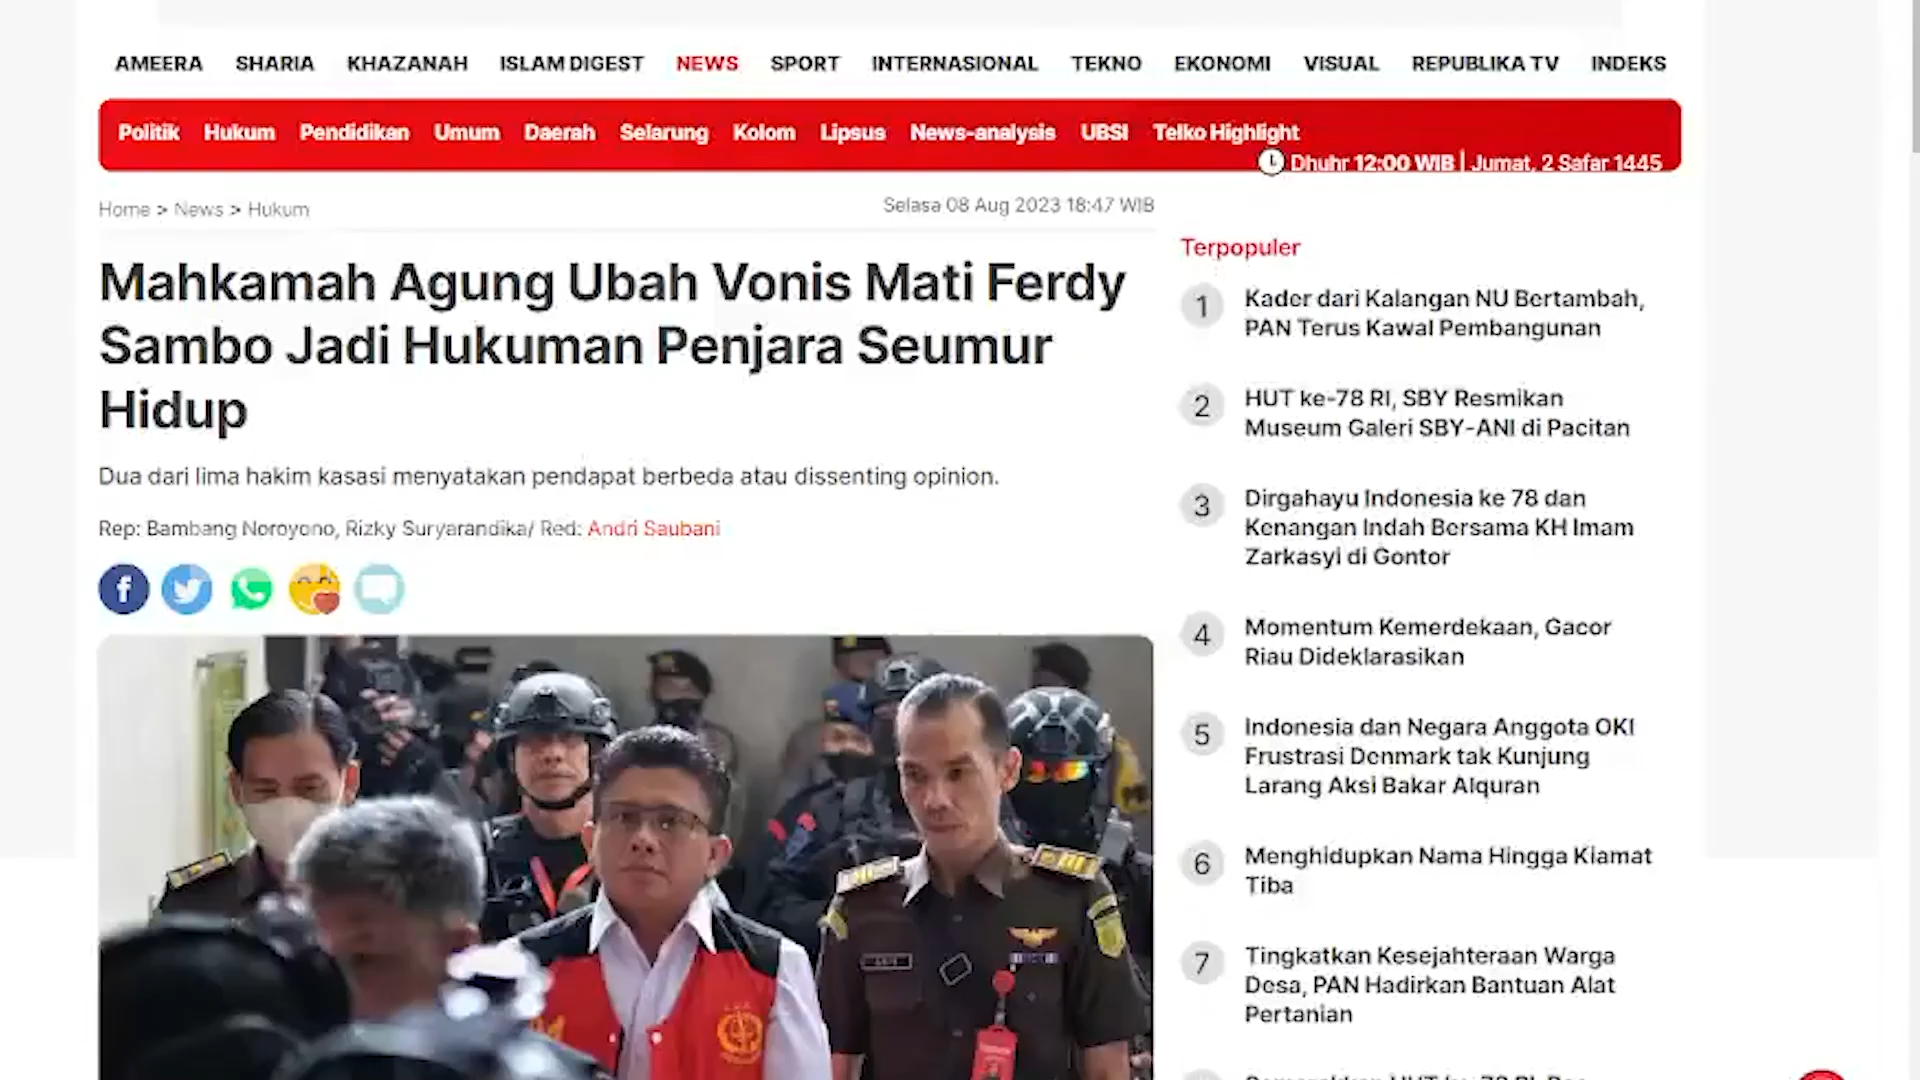 AMEERA SHARIA KHAZANAH ISLAM DIGEST NEWS SPORT INTERNASIONAL TEKNO EKONOMI VISUAL REPUBLIKA TV INDEKS
Politik Hukum Pendidikan Umum Daerah Selarung Kolom Lipsus News-analysis UBSI Telko Highlight
Dhuhr 12:00 WIB | Jumat, 2 Safar 1445
Home > News > Hukum
Selasa 08 Aug 2023 18:47 WIB
Mahkamah Agung Ubah Vonis Mati Ferdy
Sambo Jadi Hukuman Penjara Seumur
Hidup
Dua dari lima hakim kasasi menyatakan pendapat berbeda atau dissenting opinion.
Rep: Bambang Noroyono, Rizky Suryarandika/ Red: Andri Saubani
Terpopuler
1 Kader dari Kalangan NU Bertambah,
PAN Terus Kawal Pembangunan
2 HUT ke-78 RI, SBY Resmikan
Museum Galeri SBY-ANI di Pacitan
3 Dirgahayu Indonesia ke 78 dan
Kenangan Indah Bersama KH Imam
Zarkasyi di Gontor
4 Momentum Kemerdekaan, Gacor
Riau Dideklarasikan
5 Indonesia dan Negara Anggota OKI
Frustrasi Denmark tak Kunjung
Larang Aksi Bakar Alquran
6 Menghidupkan Nama Hingga Kiamat
Tiba
7 Tingkatkan Kesejahteraan Warga
Desa, PAN Hadirkan Bantuan Alat
Pertanian